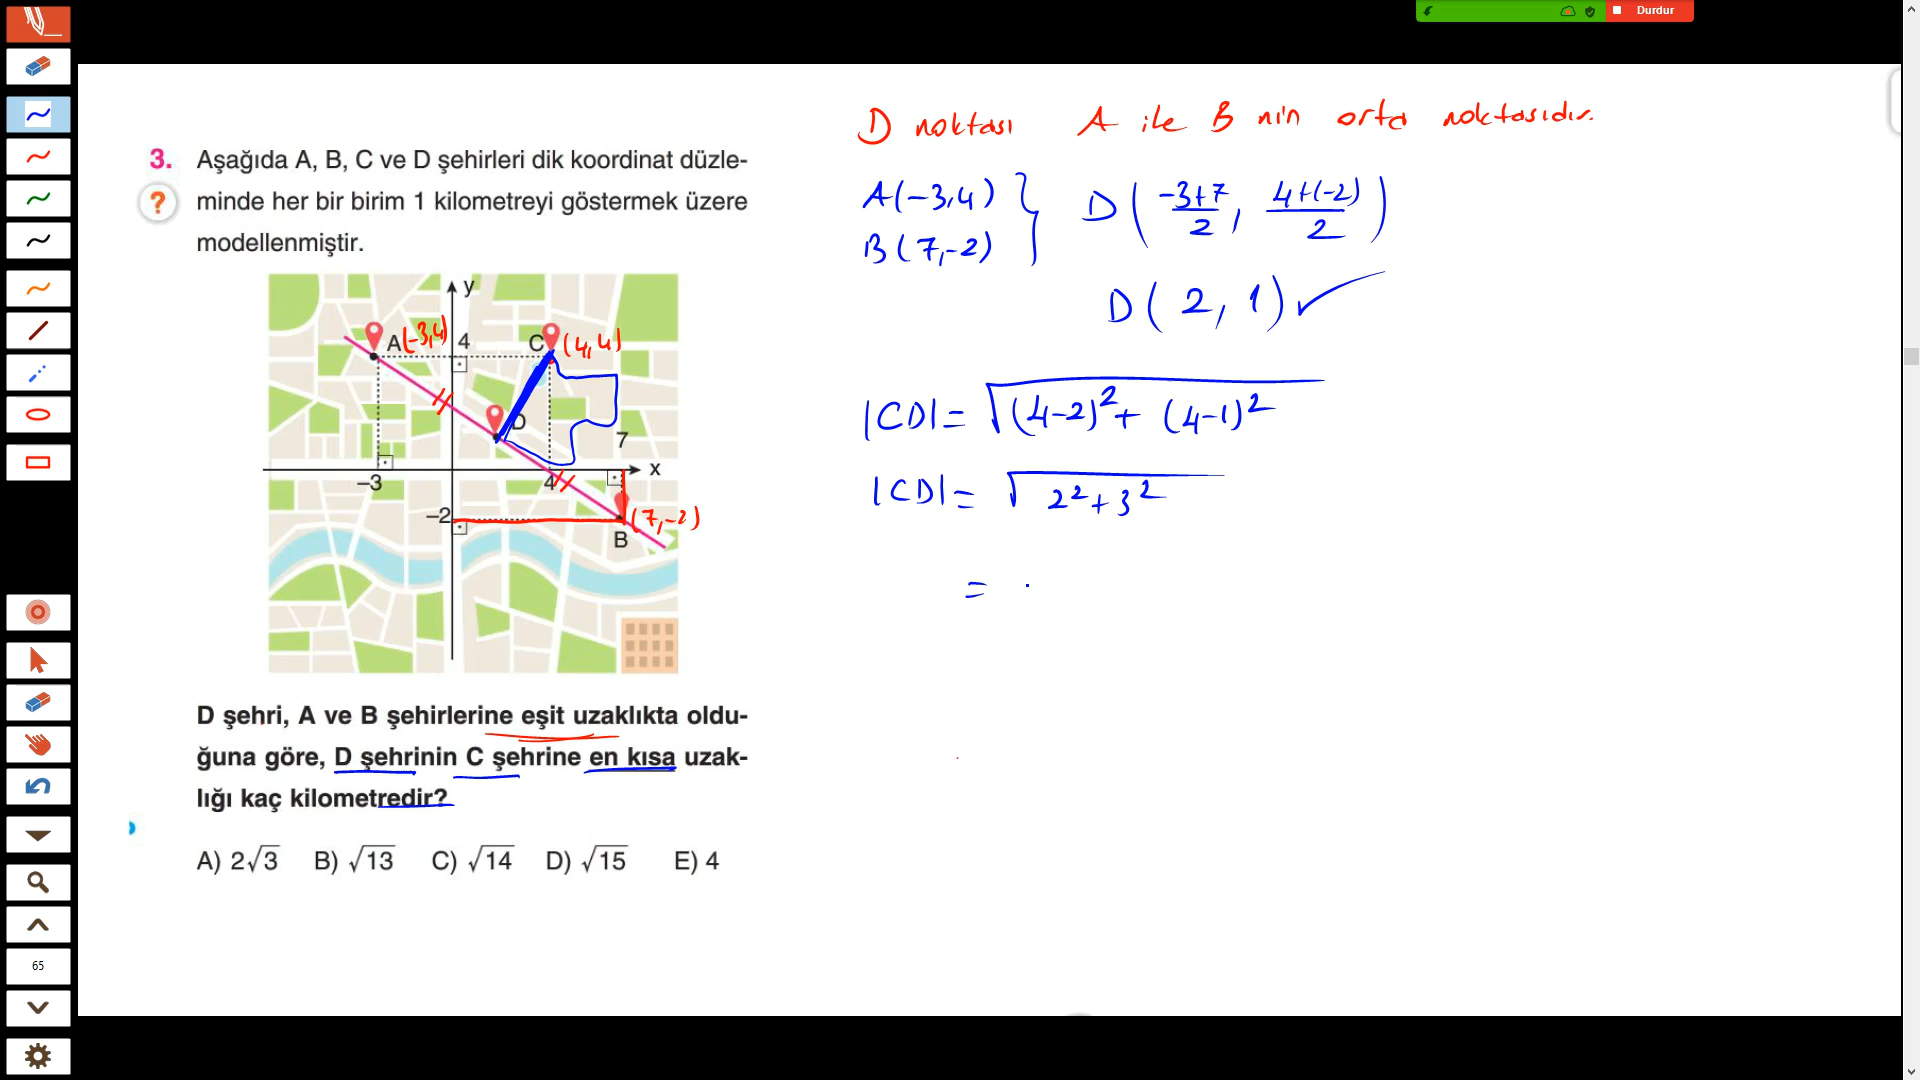 Durdur
D noktası A ile B nin orta noktasıdır.
3. Aşağıda A, B, C ve D şehirleri dik koordinat düzle-
? minde her bir birim 1 kilometreyi göstermek üzere
modellenmiştir.
A(-3,4)
B(7,-2)
D(-3+7/2, 4+(-2)/2)
D(2, 1)
y
A (-3,4) 4 C (4,4)
D
7
-3 4 x
-2 (7,-2)
B
|CD| = √(4-2)²+ (4-1)²
|CD| = √2²+3²
=
D şehri, A ve B şehirlerine eşit uzaklıkta oldu-
ğuna göre, D şehrinin C şehrine en kısa uzak-
lığı kaç kilometredir?
A) 2√3 B) √13 C) √14 D) √15 E) 4
65